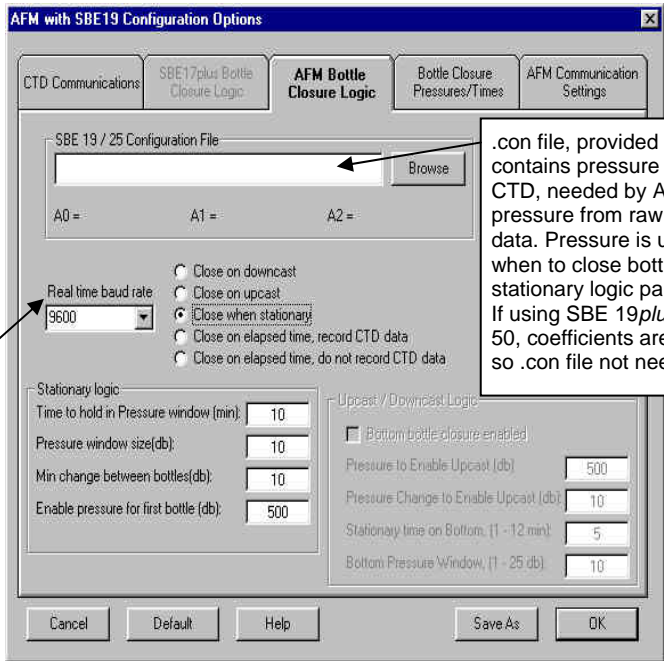 AFM with SBE19 Configuration Options
CTD Communications
SBE17plus Bottle
Closure Logic
AFM Bottle
Closure Logic
Bottle Closure
Pressures/Times
AFM Communication
Settings
SBE 19 / 25 Configuration File
Browse
A0 =
A1 =
A2 =
.con file, provided
contains pressure
CTD, needed by A
pressure from raw
data. Pressure is u
when to close bott
stationary logic pa
If using SBE 19plu
50, coefficients are
so .con file not nee
Real time baud rate
9600
Close on downcast
Close on upcast
Close when stationary
Close on elapsed time, record CTD data
Close on elapsed time, do not record CTD data
Stationary logic
Time to hold in Pressure window (min): 10
Pressure window size(db): 10
Min change between bottles(db): 10
Enable pressure for first bottle (db): 500
Upcast / Downcast Logic
Bottom bottle closure enabled
Pressure to Enable Upcast (db) 500
Pressure Change to Enable Upcast (db) 10
Stationary time on Bottom, (1 - 12 min): 5
Bottom Pressure Window, (1 - 25 db): 10
Cancel
Default
Help
Save As
OK